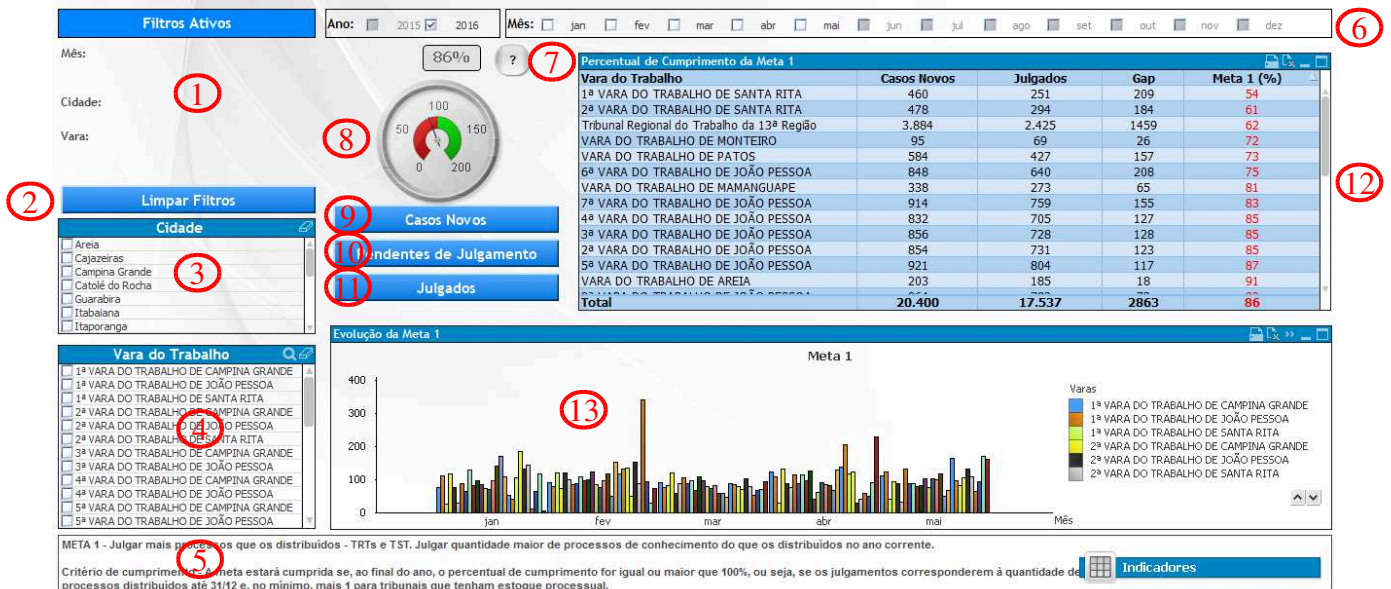 Filtros Ativos
Ano: 2015 2016
Mês: jan fev mar abr mai jun jul ago set out nov dez
6
Mês:
Cidade:
Vara:
1
86%
?
7
8
0 50 100 150 200
2
Limpar Filtros
Cidade
Areia
Cajazeiras
Campina Grande
Catolé do Rocha
Guarabira
Itabaiana
Itaporanga
3
9 Casos Novos
10 Pendentes de Julgamento
11 Julgados
Percentual de Cumprimento da Meta 1
Vara do Trabalho Casos Novos Julgados Gap Meta 1 (%)
1ª VARA DO TRABALHO DE SANTA RITA 460 251 209 54
2ª VARA DO TRABALHO DE SANTA RITA 478 294 184 61
Tribunal Regional do Trabalho da 13ª Região 3.884 2.425 1459 62
VARA DO TRABALHO DE MONTEIRO 95 69 26 72
VARA DO TRABALHO DE PATOS 584 427 157 73
6ª VARA DO TRABALHO DE JOÃO PESSOA 848 640 208 75
VARA DO TRABALHO DE MAMANGUAPE 338 273 65 81
7ª VARA DO TRABALHO DE JOÃO PESSOA 914 759 155 83
4ª VARA DO TRABALHO DE JOÃO PESSOA 832 705 127 85
3ª VARA DO TRABALHO DE JOÃO PESSOA 856 728 128 85
2ª VARA DO TRABALHO DE JOÃO PESSOA 854 731 123 85
5ª VARA DO TRABALHO DE JOÃO PESSOA 921 804 117 87
VARA DO TRABALHO DE AREIA 203 185 18 91
Total 20.400 17.537 2863 86
12
Vara do Trabalho
1ª VARA DO TRABALHO DE CAMPINA GRANDE
1ª VARA DO TRABALHO DE JOÃO PESSOA
1ª VARA DO TRABALHO DE SANTA RITA
2ª VARA DO TRABALHO DE CAMPINA GRANDE
2ª VARA DO TRABALHO DE JOÃO PESSOA
2ª VARA DO TRABALHO DE SANTA RITA
3ª VARA DO TRABALHO DE CAMPINA GRANDE
3ª VARA DO TRABALHO DE JOÃO PESSOA
4ª VARA DO TRABALHO DE CAMPINA GRANDE
4ª VARA DO TRABALHO DE JOÃO PESSOA
5ª VARA DO TRABALHO DE CAMPINA GRANDE
5ª VARA DO TRABALHO DE JOÃO PESSOA
4
Evolução da Meta 1
Meta 1
400
300
200
100
0
jan fev mar abr mai Mês
13
Varas
1ª VARA DO TRABALHO DE CAMPINA GRANDE
1ª VARA DO TRABALHO DE JOÃO PESSOA
1ª VARA DO TRABALHO DE SANTA RITA
2ª VARA DO TRABALHO DE CAMPINA GRANDE
2ª VARA DO TRABALHO DE JOÃO PESSOA
2ª VARA DO TRABALHO DE SANTA RITA
META 1 - Julgar mais processos que os distribuídos - TRTs e TST. Julgar quantidade maior de processos de conhecimento do que os distribuídos no ano corrente.
5
Critério de cumprimento - A meta estará cumprida se, ao final do ano, o percentual de cumprimento for igual ou maior que 100%, ou seja, se os julgamentos corresponderem à quantidade de
processos distribuídos até 31/12 e, no mínimo, mais 1 para tribunais que tenham estoque processual.
Indicadores